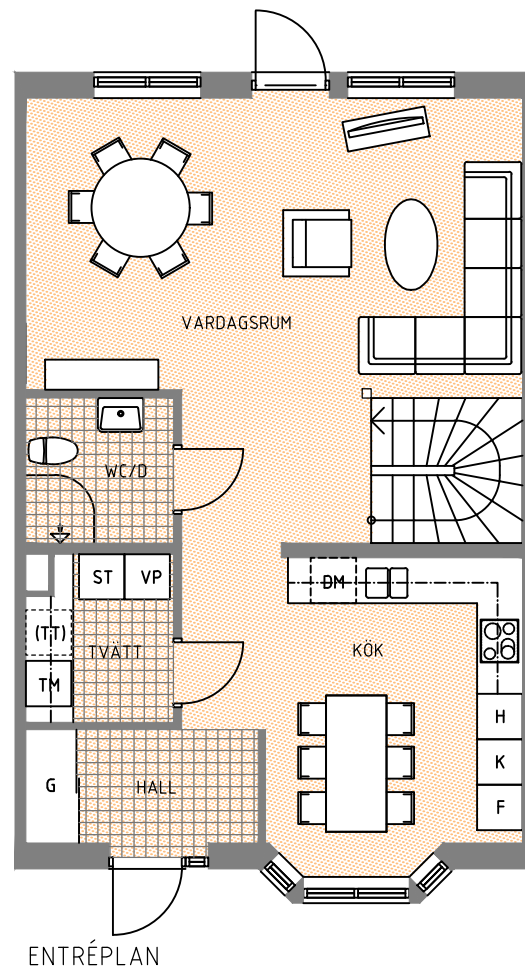 VARDAGSRUM
WC/D
ST VP
DM
(TT)
TVÄTT
KÖK
TM
H
K
G
HALL
F
ENTRÉPLAN